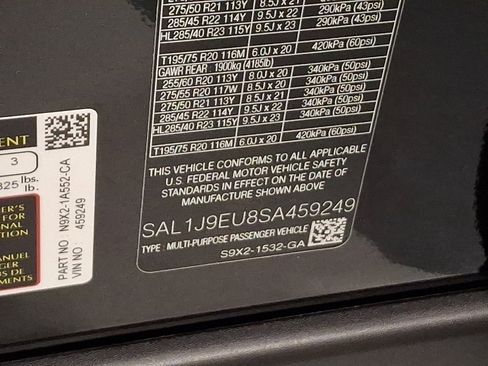 275/50 R21 113Y 8.5J x 21 290kPa (43psi)
285/45 R22 114Y 9.5J x 22 290kPa (43psi)
HL285/40 R23 115Y 9.5J x 23
T195/75 R20 116M 6.0J x 20 420kPa (60psi)
GAWR REAR 1900kg (4185lb)
255/60 R20 113Y 8.0J x 20 340kPa (50psi)
275/55 R20 117W 8.5J x 20 340kPa (50psi)
275/50 R21 113Y 8.5J x 21 340kPa (50psi)
285/45 R22 114Y 9.5J x 22 340kPa (50psi)
HL285/40 R23 115Y 9.5J x 23 340kPa (50psi)
T195/75 R20 116M 6.0J x 20 420kPa (60psi)
THIS VEHICLE CONFORMS TO ALL APPLICABLE
U.S. FEDERAL MOTOR VEHICLE SAFETY
STANDARDS IN EFFECT ON THE DATE OF
MANUFACTURE SHOWN ABOVE
SAL1J9EU8SA459249
TYPE : MULTI-PURPOSE PASSENGER VEHICLE
S9X2-1532-GA
3
825 lbs.
lb.
MANUEL
PART NO N9X2-1A552-CA
VIN NO 459249